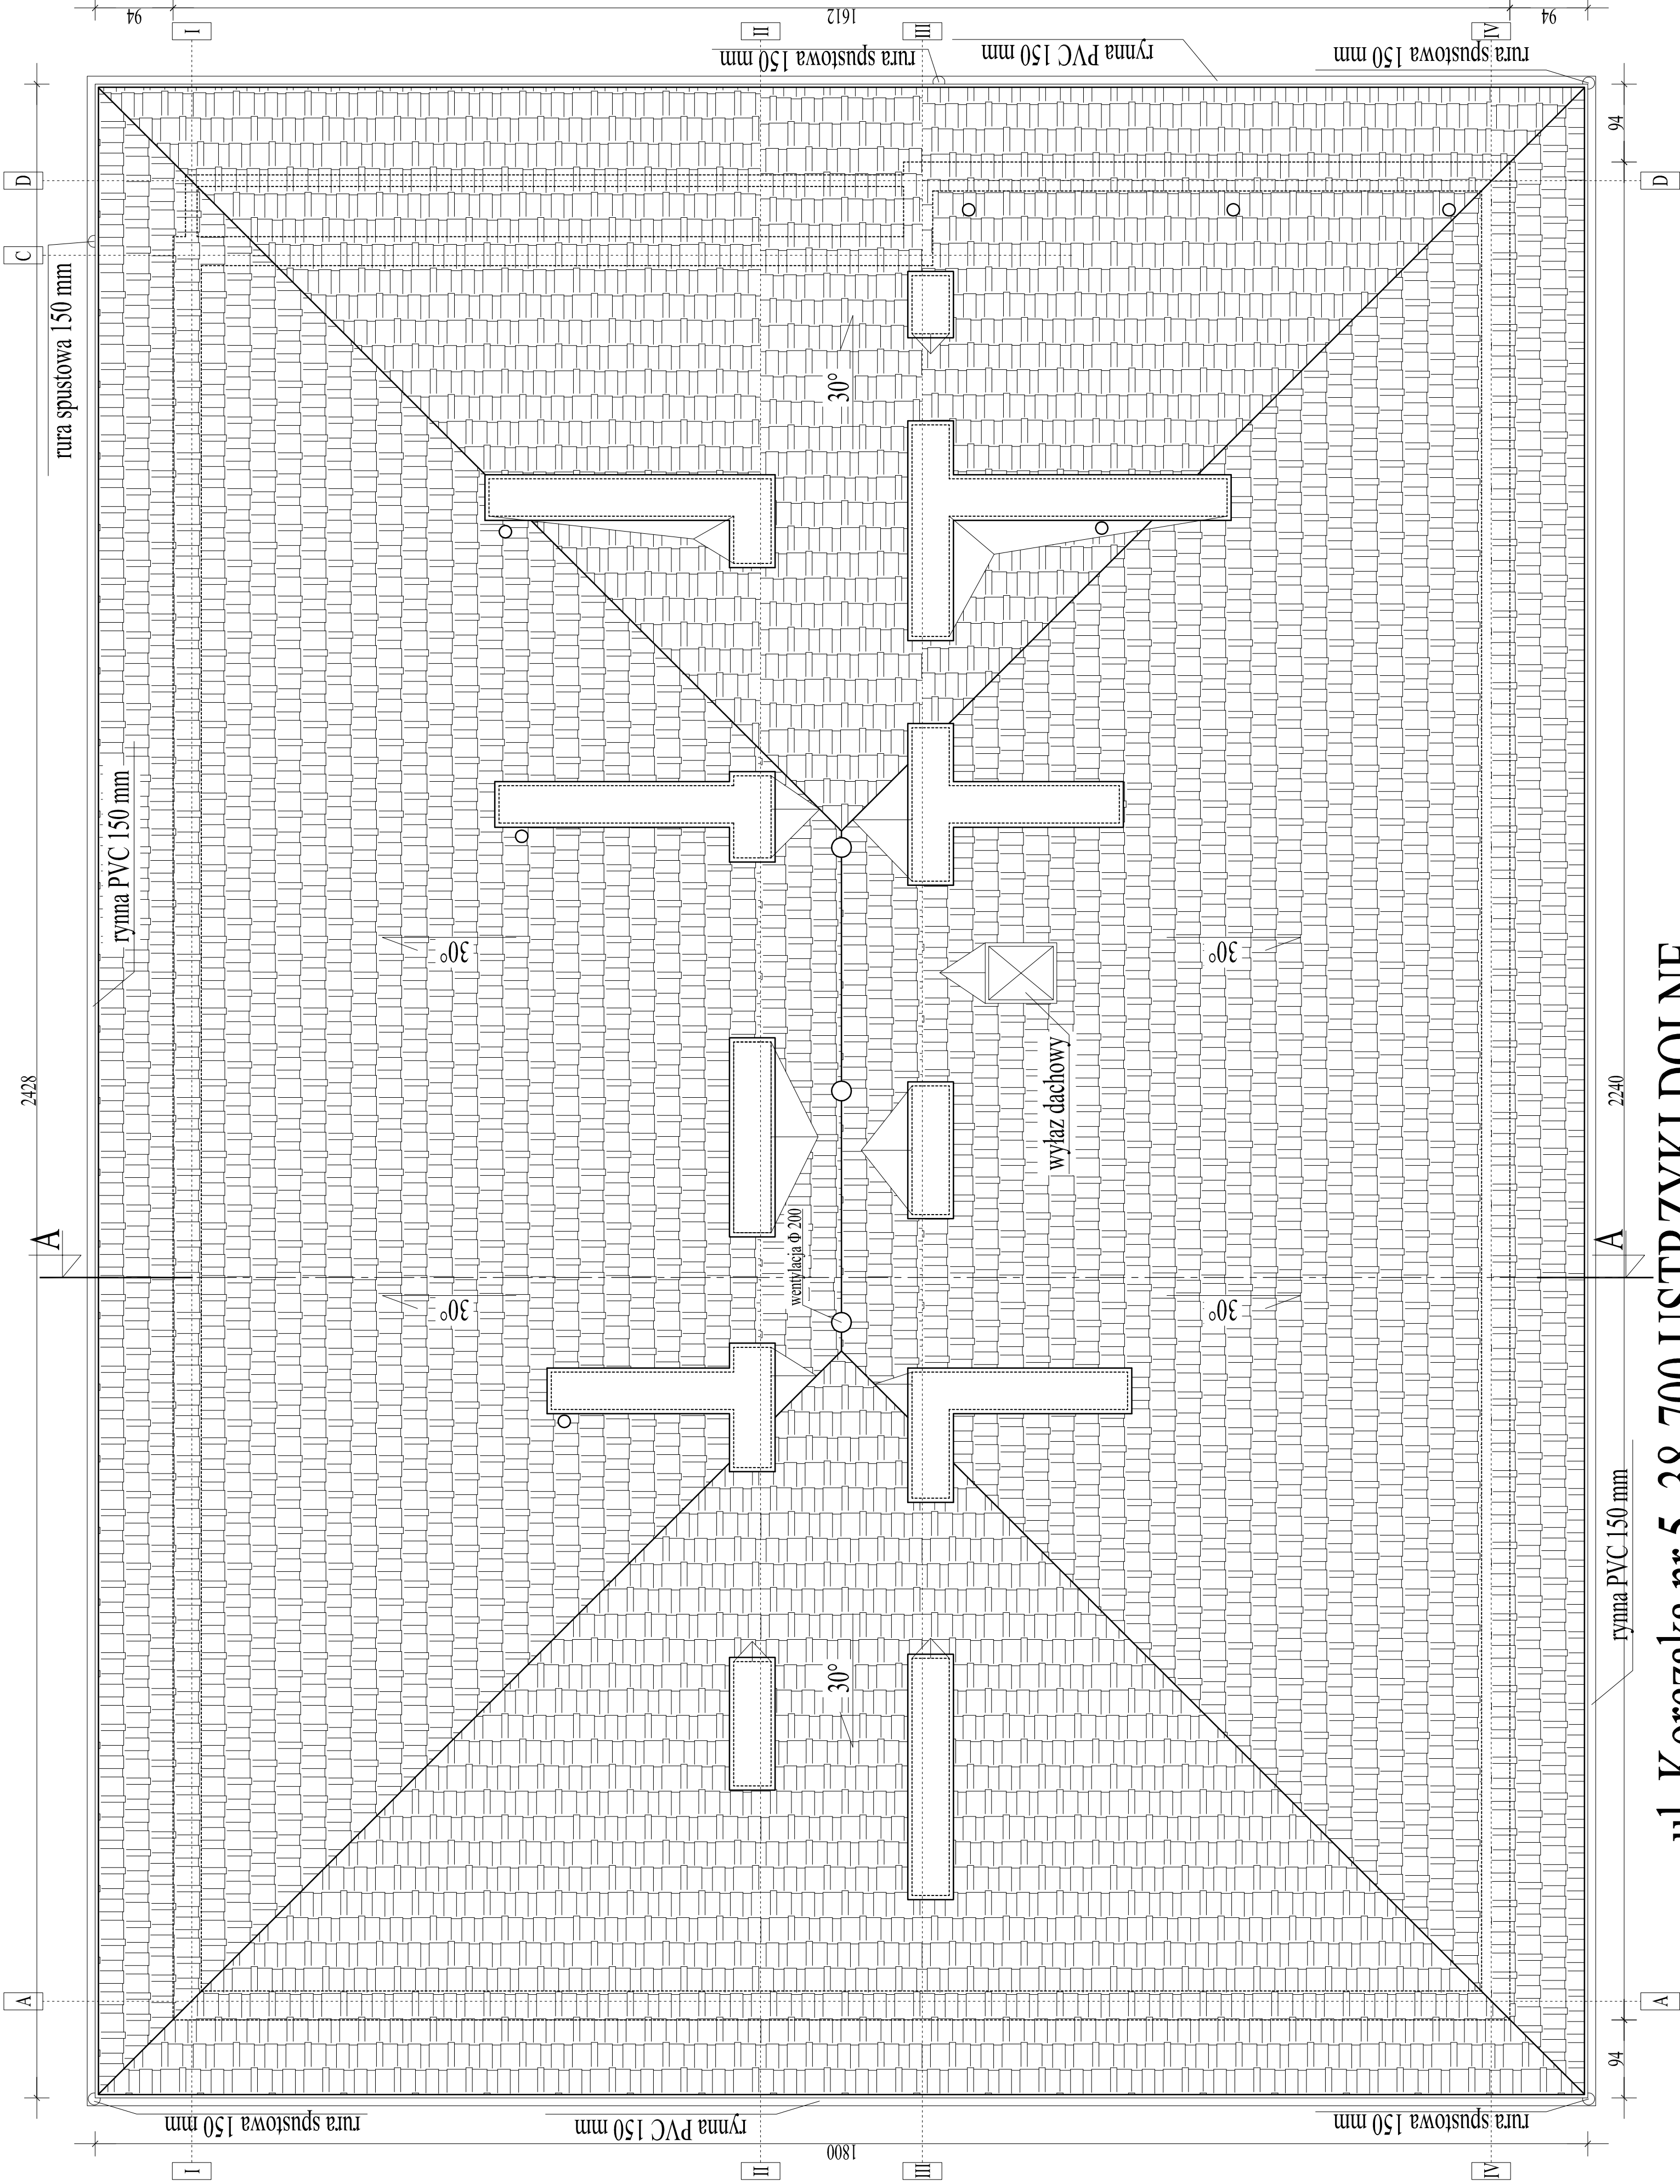 94
1612
94
I
II
III
IV
rura spustowa 150 mm
rynna PVC 150 mm
rura spustowa 150 mm
D
D
C
94
rura spustowa 150 mm
30°
rynna PVC 150 mm
30°
30°
2428
wyłaz dachowy
2240
A
A
wentylacja Φ 200
30°
30°
rynna PVC 150 mm
30°
A
A
94
rura spustowa 150 mm
rynna PVC 150 mm
rura spustowa 150 mm
1800
I
II
III
IV